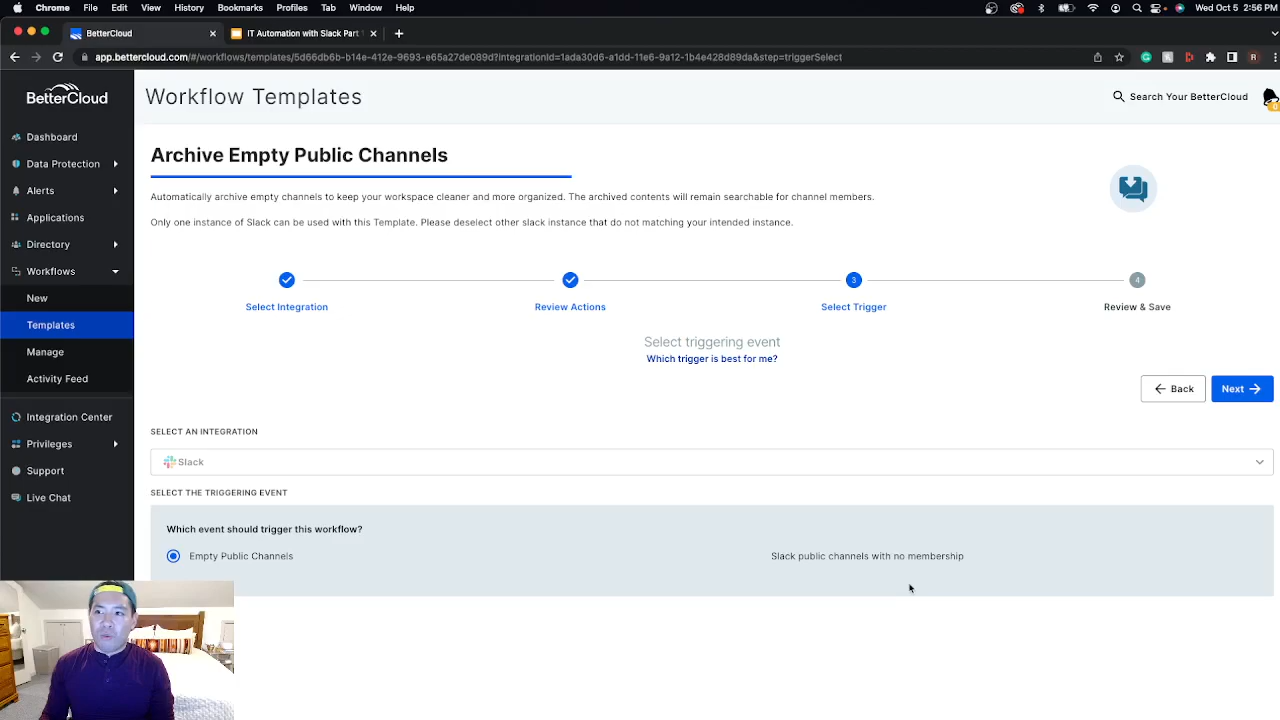 Chrome File Edit View History Bookmarks Profiles Tab Window Help Wed Oct 5 2:56 PM
BetterCloud IT Automation with Slack Part
app.bettercloud.com/#/workflows/templates/5d66db6b-b14e-412e-9693-e65a27de089d?integrationId=1ada30d6-a1dd-11e6-9a12-1b4e428d89da&step=triggerSelect
BetterCloud
Workflow Templates
Search Your BetterCloud
Dashboard
Data Protection
Alerts
Applications
Directory
Workflows
New
Templates
Manage
Activity Feed
Integration Center
Privileges
Support
Live Chat
Archive Empty Public Channels
Automatically archive empty channels to keep your workspace cleaner and more organized. The archived contents will remain searchable for channel members.
Only one instance of Slack can be used with this Template. Please deselect other slack instance that do not matching your intended instance.
3 4
Select Integration Review Actions Select Trigger Review & Save
Select triggering event
Which trigger is best for me?
Back Next
SELECT AN INTEGRATION
Slack
SELECT THE TRIGGERING EVENT
Which event should trigger this workflow?
Empty Public Channels Slack public channels with no membership